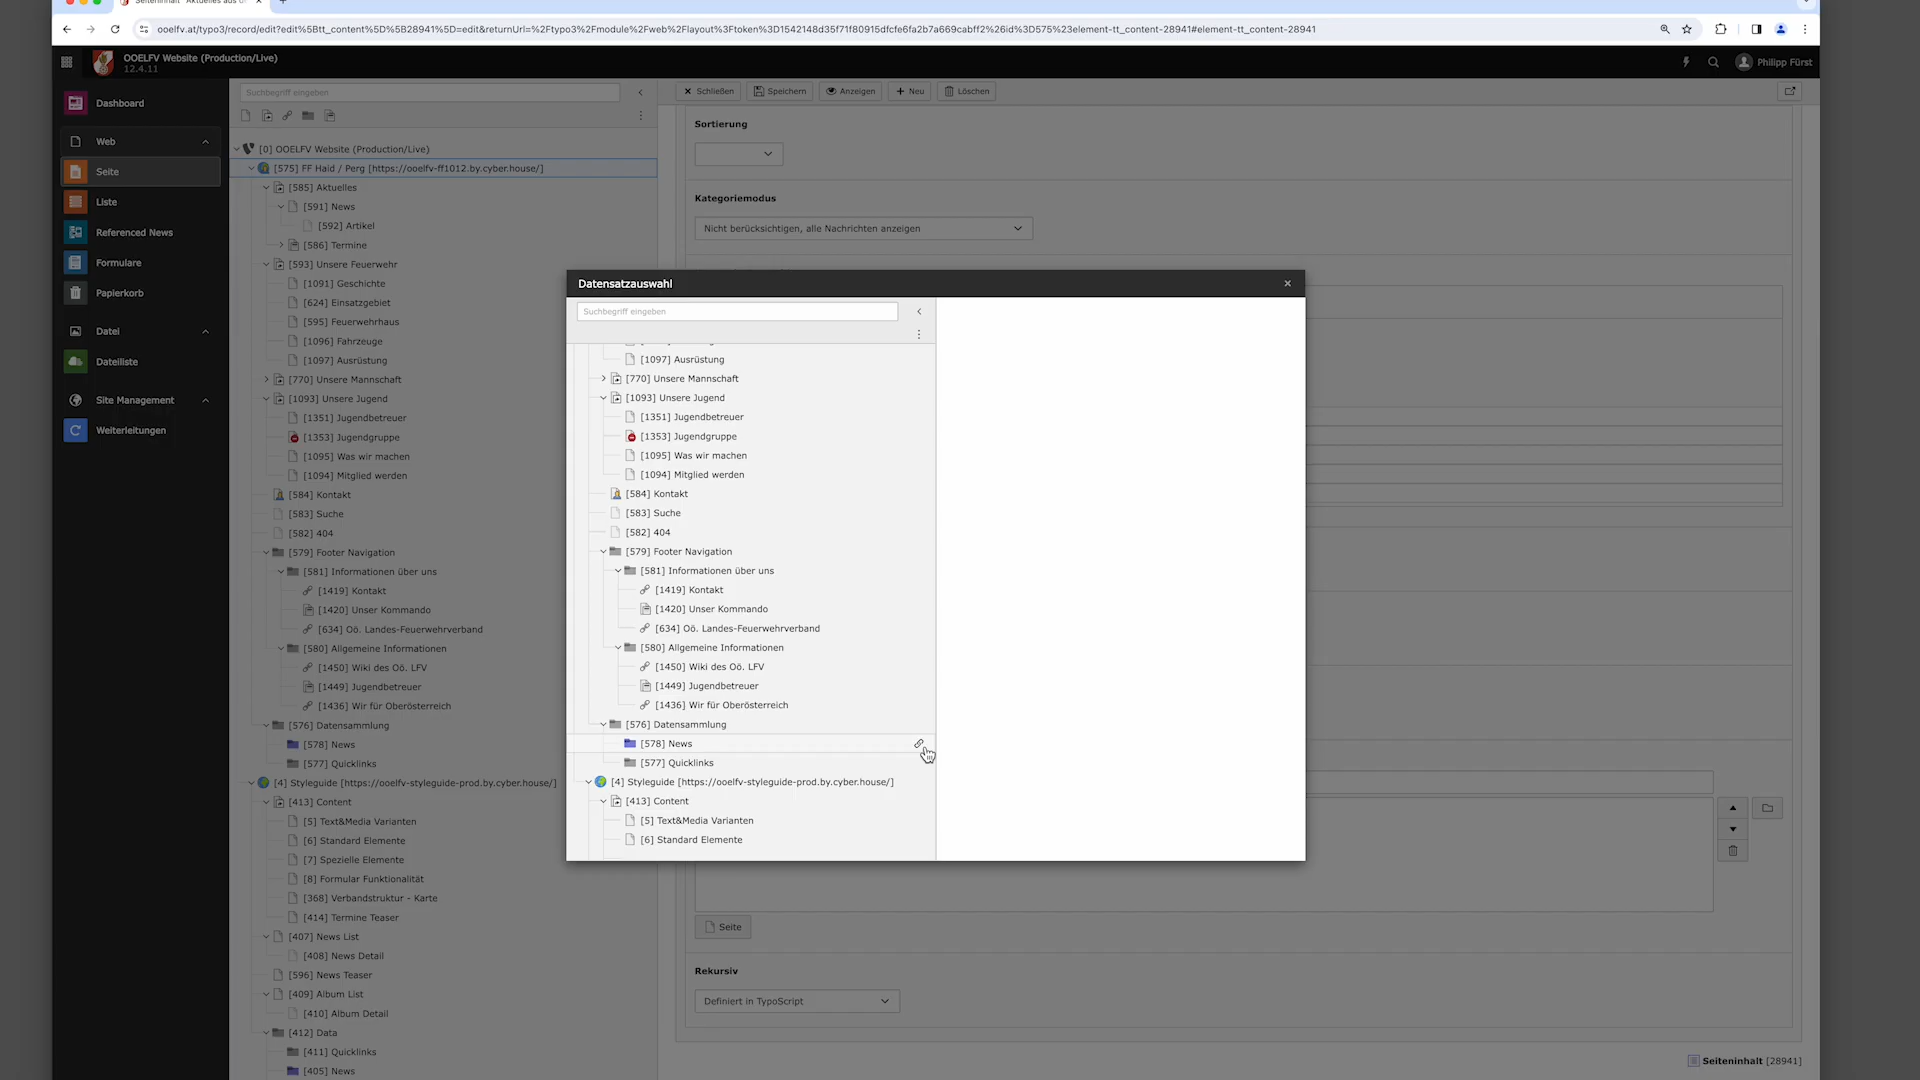 Seiteninhalt "Aktuelles aus d
ooelfv.at/typo3/record/edit?edit%5Btt_content%5D%5B28941%5D=edit&returnUrl=%2Ftypo3%2Fmodule%2Fweb%2Flayout%3Ftoken%3D1542148d35f71f80915dfcfe6fa2b7a669cabff2%26id%3D575%23element-tt_content-28941#element-tt_content-28941
OOELFV Website (Production/Live)
12.4.11
Philipp Fürst
Dashboard
Web
Seite
Liste
Referenced News
Formulare
Papierkorb
Datei
Dateiliste
Site Management
Weiterleitungen
Suchbegriff eingeben
[0] OOELFV Website (Production/Live)
[575] FF Haid / Perg [https://ooelfv-ff1012.by.cyber.house/]
[585] Aktuelles
[591] News
[592] Artikel
[586] Termine
[593] Unsere Feuerwehr
[1091] Geschichte
[624] Einsatzgebiet
[595] Feuerwehrhaus
[1096] Fahrzeuge
[1097] Ausrüstung
[770] Unsere Mannschaft
[1093] Unsere Jugend
[1351] Jugendbetreuer
[1353] Jugendgruppe
[1095] Was wir machen
[1094] Mitglied werden
[584] Kontakt
[583] Suche
[582] 404
[579] Footer Navigation
[581] Informationen über uns
[1419] Kontakt
[1420] Unser Kommando
[634] Oö. Landes-Feuerwehrverband
[580] Allgemeine Informationen
[1450] Wiki des Oö. LFV
[1449] Jugendbetreuer
[1436] Wir für Oberösterreich
[576] Datensammlung
[578] News
[577] Quicklinks
[4] Styleguide [https://ooelfv-styleguide-prod.by.cyber.house/]
[413] Content
[5] Text&Media Varianten
[6] Standard Elemente
[7] Spezielle Elemente
[8] Formular Funktionalität
[368] Verbandstruktur - Karte
[414] Termine Teaser
[407] News List
[408] News Detail
[596] News Teaser
[409] Album List
[410] Album Detail
[412] Data
[411] Quicklinks
[405] News
Schließen
Speichern
Anzeigen
Neu
Löschen
Sortierung
Kategoriemodus
Nicht berücksichtigen, alle Nachrichten anzeigen
Datensatzauswahl
Suchbegriff eingeben
[1097] Ausrüstung
[770] Unsere Mannschaft
[1093] Unsere Jugend
[1351] Jugendbetreuer
[1353] Jugendgruppe
[1095] Was wir machen
[1094] Mitglied werden
[584] Kontakt
[583] Suche
[582] 404
[579] Footer Navigation
[581] Informationen über uns
[1419] Kontakt
[1420] Unser Kommando
[634] Oö. Landes-Feuerwehrverband
[580] Allgemeine Informationen
[1450] Wiki des Oö. LFV
[1449] Jugendbetreuer
[1436] Wir für Oberösterreich
[576] Datensammlung
[578] News
[577] Quicklinks
[4] Styleguide [https://ooelfv-styleguide-prod.by.cyber.house/]
[413] Content
[5] Text&Media Varianten
[6] Standard Elemente
Seite
Rekursiv
Definiert in TypoScript
Seiteninhalt [28941]